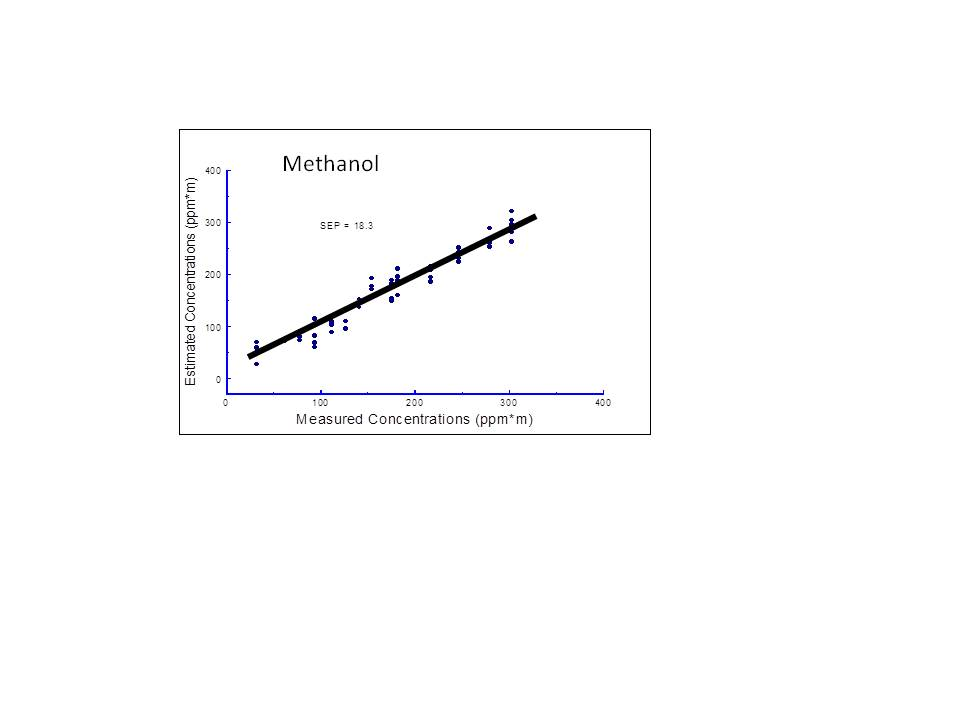 Methanol
SEP = 18.3
Estimated Concentrations (ppm*m)
400
300
200
100
0
0 100 200 300 400
Measured Concentrations (ppm*m)